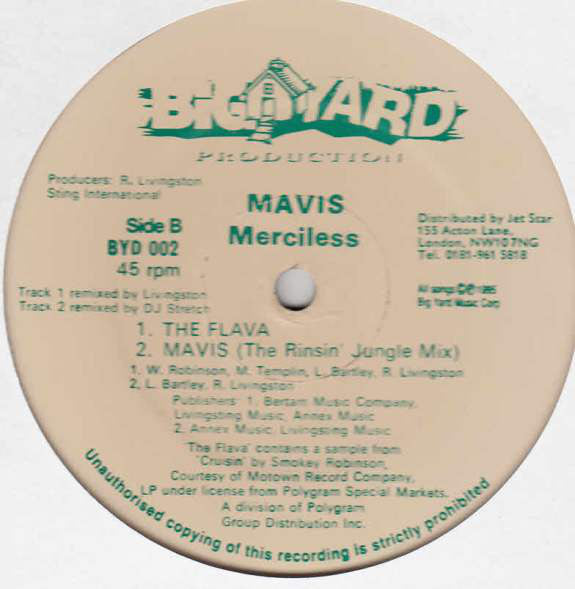 BIG YARD
PRODUCTION
Producers: R. Livingston
Sting International
MAVIS
Merciless
Side B
BYD 002
45 rpm
Distributed by Jet Star
155 Acton Lane,
London, NW10 7NG
Tel. 0181-961 5818
All songs ©℗ 1995
Big Yard Music Corp
Track 1 remixed by Livingston
Track 2 remixed by DJ Stretch
1. THE FLAVA
2. MAVIS (The Rinsin' Jungle Mix)
1. W. Robinson, M. Templin, L. Bartley, R. Livingston
2, L. Bartley, R. Livingston
Publishers: 1, Bertam Music Company,
Livingsting Music, Annex Music
2, Annex Music, Livingsting Music
'The Flava' contains a sample from
'Cruisin' by Smokey Robinson,
Courtesy of Motown Record Company,
LP under license from Polygram Special Markets.
A division of Polygram
Group Distribution Inc.
Unauthorised copying of this recording is strictly prohibited